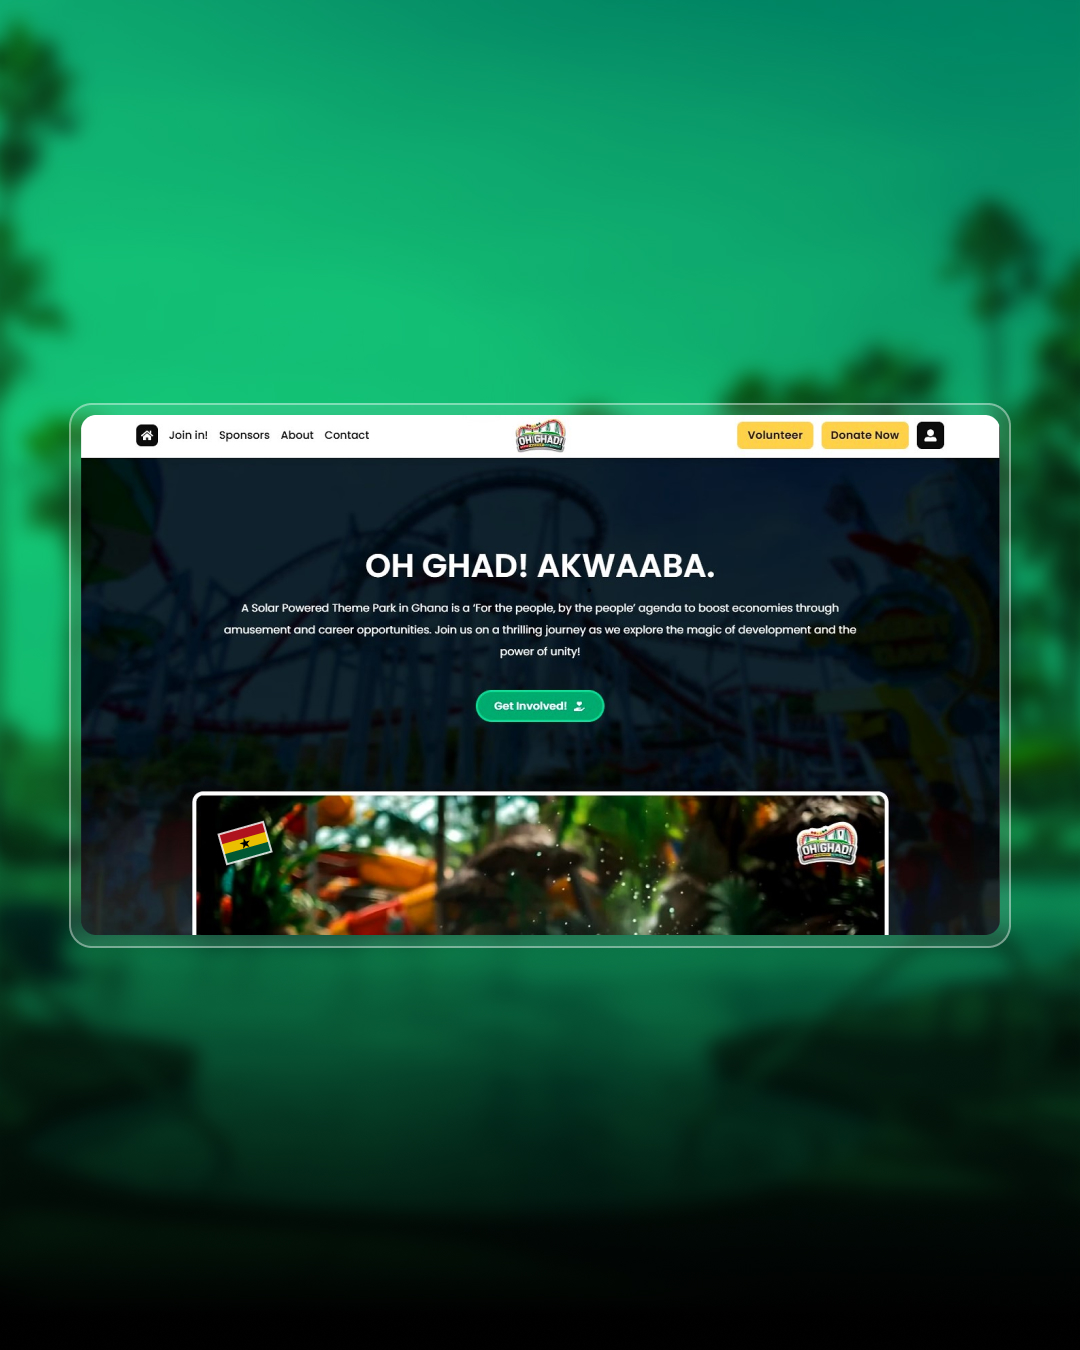 Join in! Sponsors About Contact
OH GHAD!
Volunteer Donate Now
OH GHAD! AKWAABA.
A Solar Powered Theme Park in Ghana is a ‘For the people, by the people’ agenda to boost economies through
amusement and career opportunities. Join us on a thrilling journey as we explore the magic of development and the
power of unity!
Get Involved!
OH GHAD!